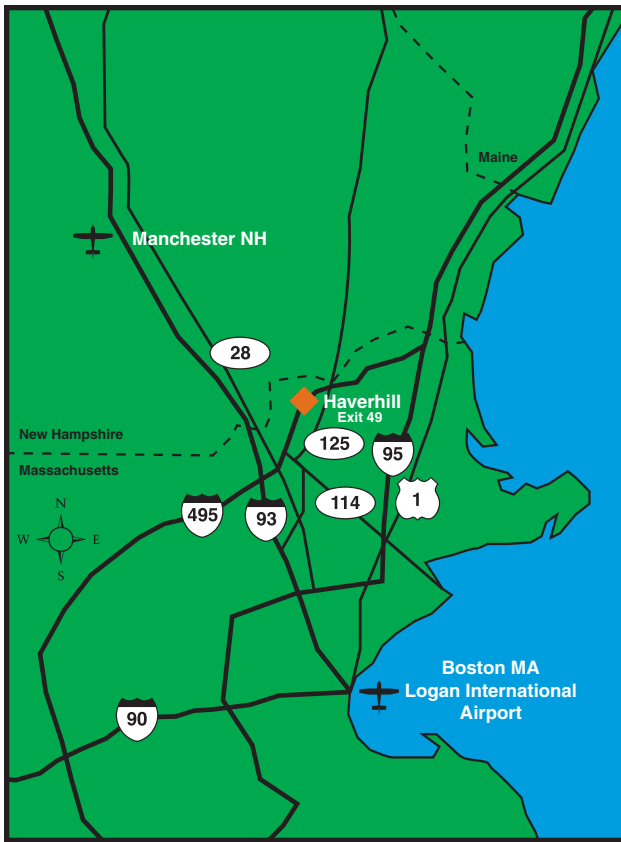 Maine
Manchester NH
28
Haverhill
Exit 49
New Hampshire
125
95
Massachusetts
114
1
495
93
N
W E
S
Boston MA
Logan International
Airport
90